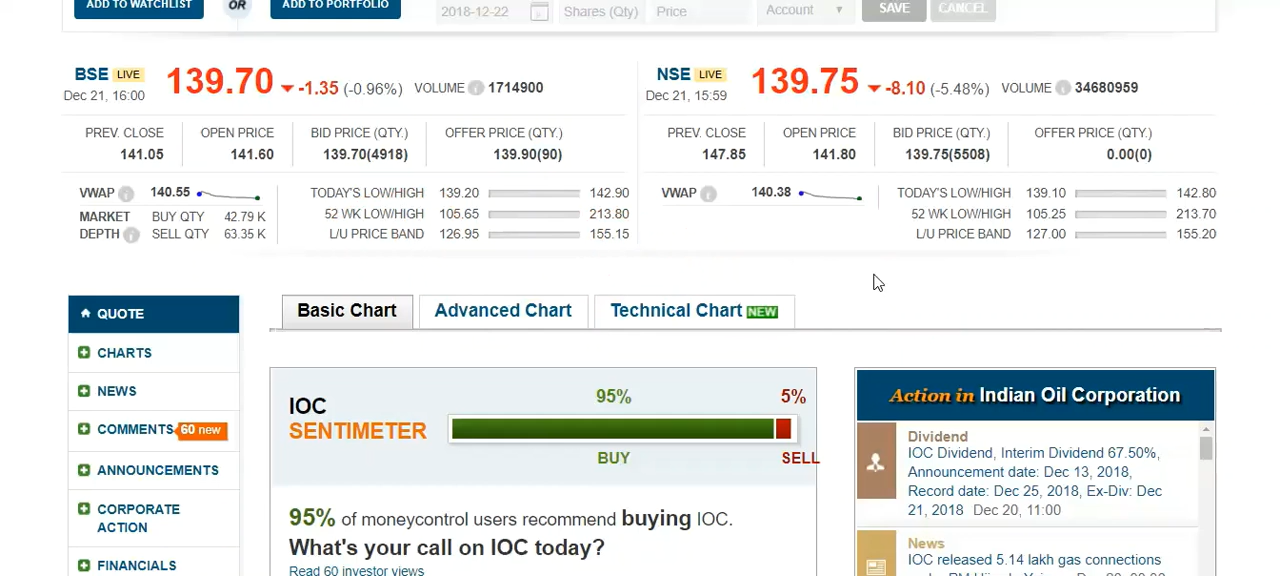 ADD TO WATCHLIST OR ADD TO PORTFOLIO 2018-12-22 Shares (Qty) Price Account SAVE CANCEL
BSE LIVE 139.70 -1.35 (-0.96%) VOLUME 1714900
Dec 21, 16:00
PREV. CLOSE OPEN PRICE BID PRICE (QTY.) OFFER PRICE (QTY.)
141.05 141.60 139.70(4918) 139.90(90)
VWAP 140.55 TODAY'S LOW/HIGH 139.20 142.90
MARKET DEPTH BUY QTY 42.79 K 52 WK LOW/HIGH 105.65 213.80
SELL QTY 63.35 K L/U PRICE BAND 126.95 155.15
NSE LIVE 139.75 -8.10 (-5.48%) VOLUME 34680959
Dec 21, 15:59
PREV. CLOSE OPEN PRICE BID PRICE (QTY.) OFFER PRICE (QTY.)
147.85 141.80 139.75(5508) 0.00(0)
VWAP 140.38 TODAY'S LOW/HIGH 139.10 142.80
52 WK LOW/HIGH 105.25 213.70
L/U PRICE BAND 127.00 155.20
QUOTE
CHARTS
NEWS
COMMENTS 60 new
ANNOUNCEMENTS
CORPORATE
ACTION
FINANCIALS
Basic Chart Advanced Chart Technical Chart NEW
IOC
SENTIMETER
95% 5%
BUY SELL
95% of moneycontrol users recommend buying IOC.
What's your call on IOC today?
Read 60 investor views
Action in Indian Oil Corporation
Dividend
IOC Dividend, Interim Dividend 67.50%,
Announcement date: Dec 13, 2018,
Record date: Dec 25, 2018, Ex-Div: Dec
21, 2018 Dec 20, 11:00
News
IOC released 5.14 lakh gas connections